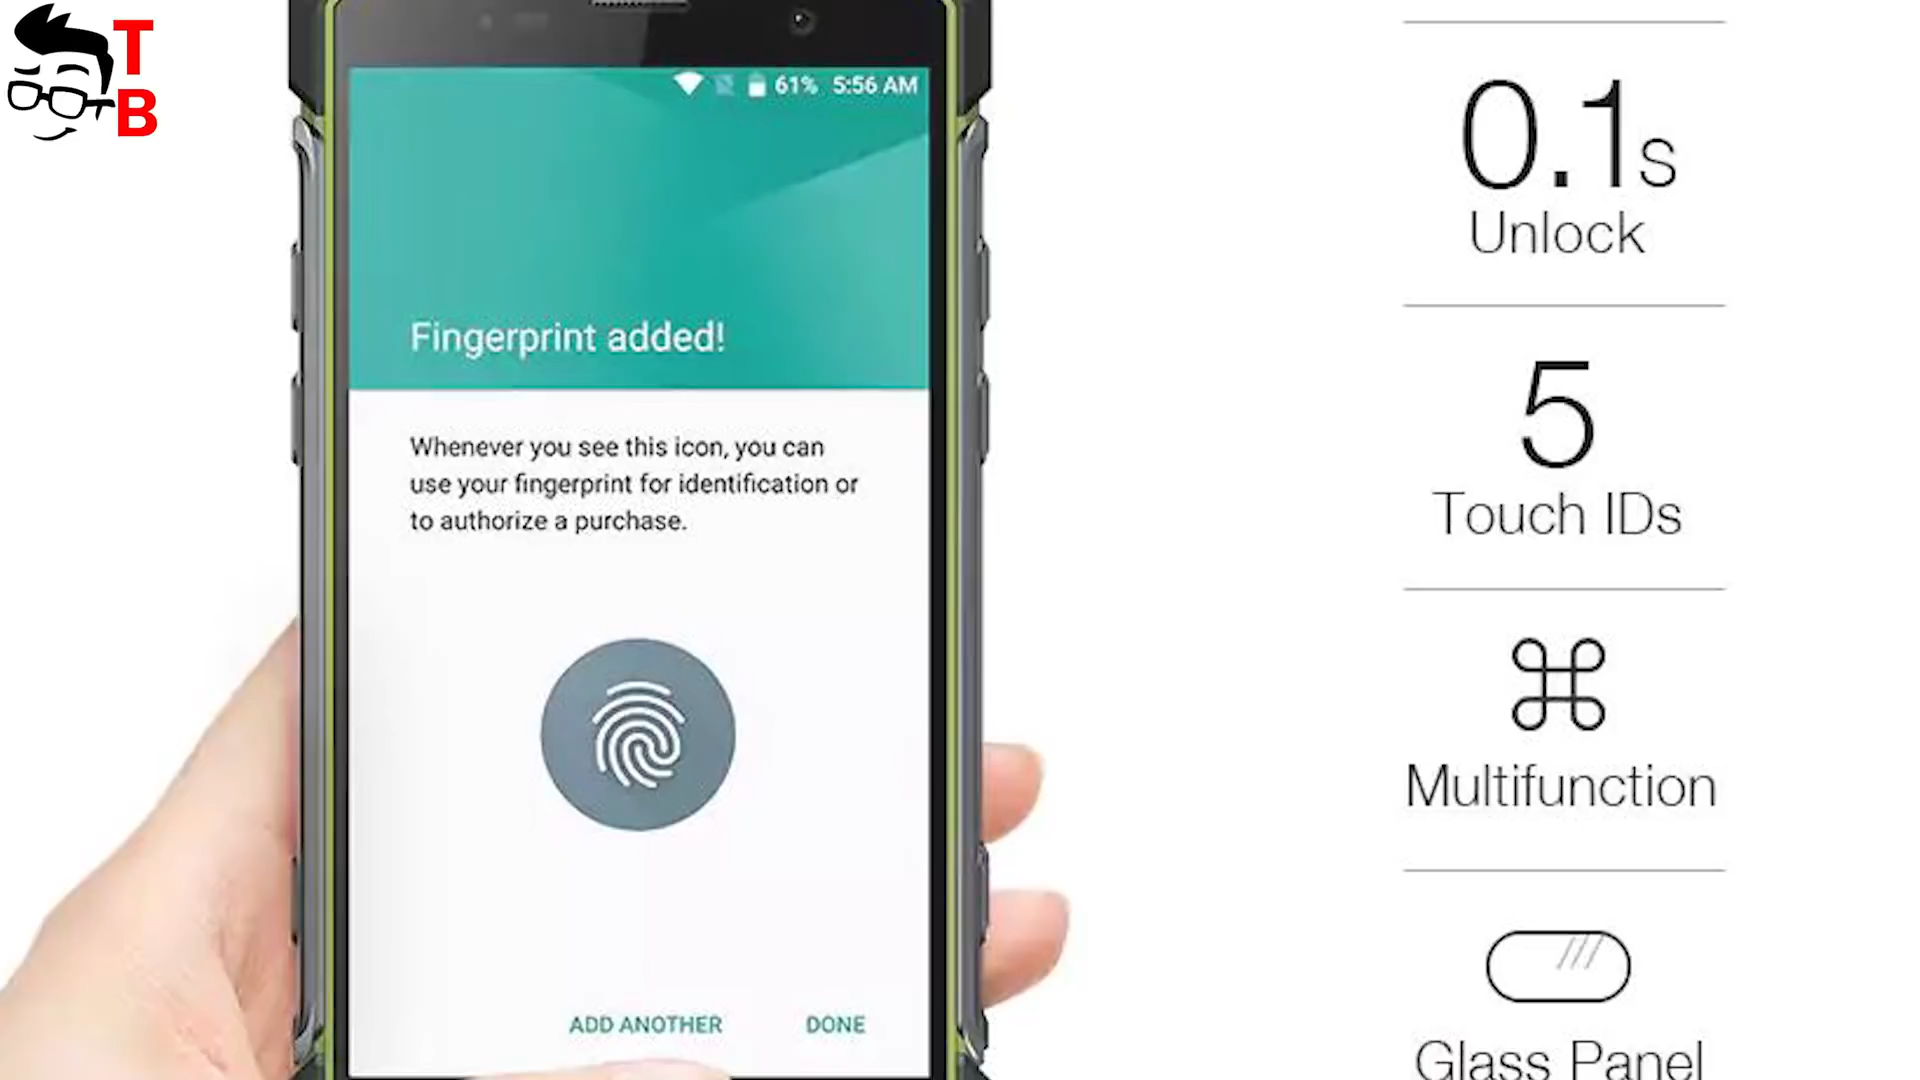 T
B
61% 5:56 AM
Fingerprint added!
Whenever you see this icon, you can
use your fingerprint for identification or
to authorize a purchase.
ADD ANOTHER DONE
0.1s
Unlock
5
Touch IDs
Multifunction
Glass Panel